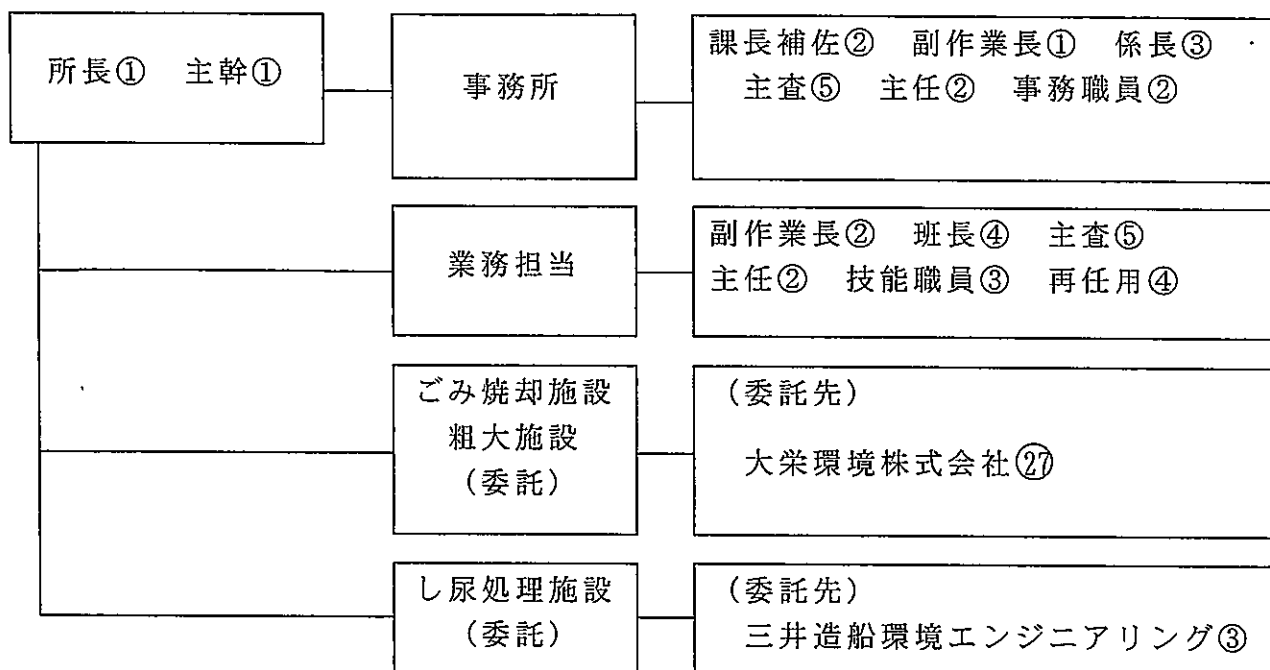 所長① 主幹①
事務所
課長補佐② 副作業長① 係長③
主査⑤ 主任② 事務職員②
業務担当
副作業長② 班長④ 主査⑤
主任② 技能職員③ 再任用④
ごみ焼却施設
粗大施設
(委託)
(委託先)
大栄環境株式会社㉗
し尿処理施設
(委託)
(委託先)
三井造船環境エンジニアリング③